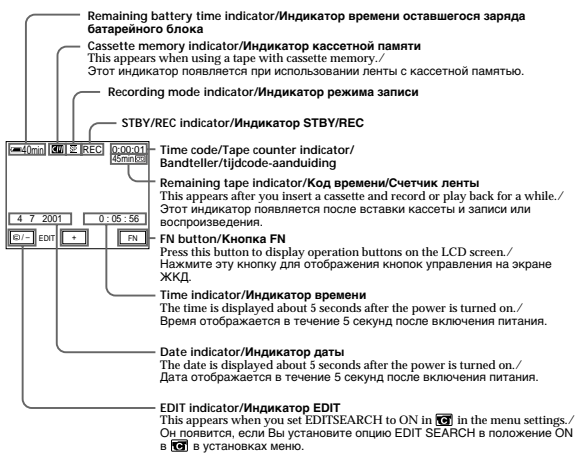 Remaining battery time indicator/Индикатор времени оставшегося заряда
батарейного блока
Cassette memory indicator/Индикатор кассетной памяти
This appears when using a tape with cassette memory./
Этот индикатор появляется при использовании ленты с кассетной памятью.
Recording mode indicator/Индикатор режима записи
STBY/REC indicator/Индикатор STBY/REC
40min REC 0:00:01
45min
Time code/Tape counter indicator/
Bandteller/tijdcode-aanduiding
Remaining tape indicator/Код времени/Счетчик ленты
This appears after you insert a cassette and record or play back for a while./
Этот индикатор появляется после вставки кассеты и записи или
воспроизведения.
4 7 2001 0 : 05 : 56
EDIT + FN
FN button/Кнопка FN
Press this button to display operation buttons on the LCD screen./
Нажмите эту кнопку для отображения кнопок управления на экране
ЖКД.
Time indicator/Индикатор времени
The time is displayed about 5 seconds after the power is turned on./
Время отображается в течение 5 секунд после включения питания.
Date indicator/Индикатор даты
The date is displayed about 5 seconds after the power is turned on./
Дата отображается в течение 5 секунд после включения питания.
EDIT indicator/Индикатор EDIT
This appears when you set EDITSEARCH to ON in in the menu settings./
Он появится, если Вы установите опцию EDIT SEARCH в положение ON
в в установках меню.